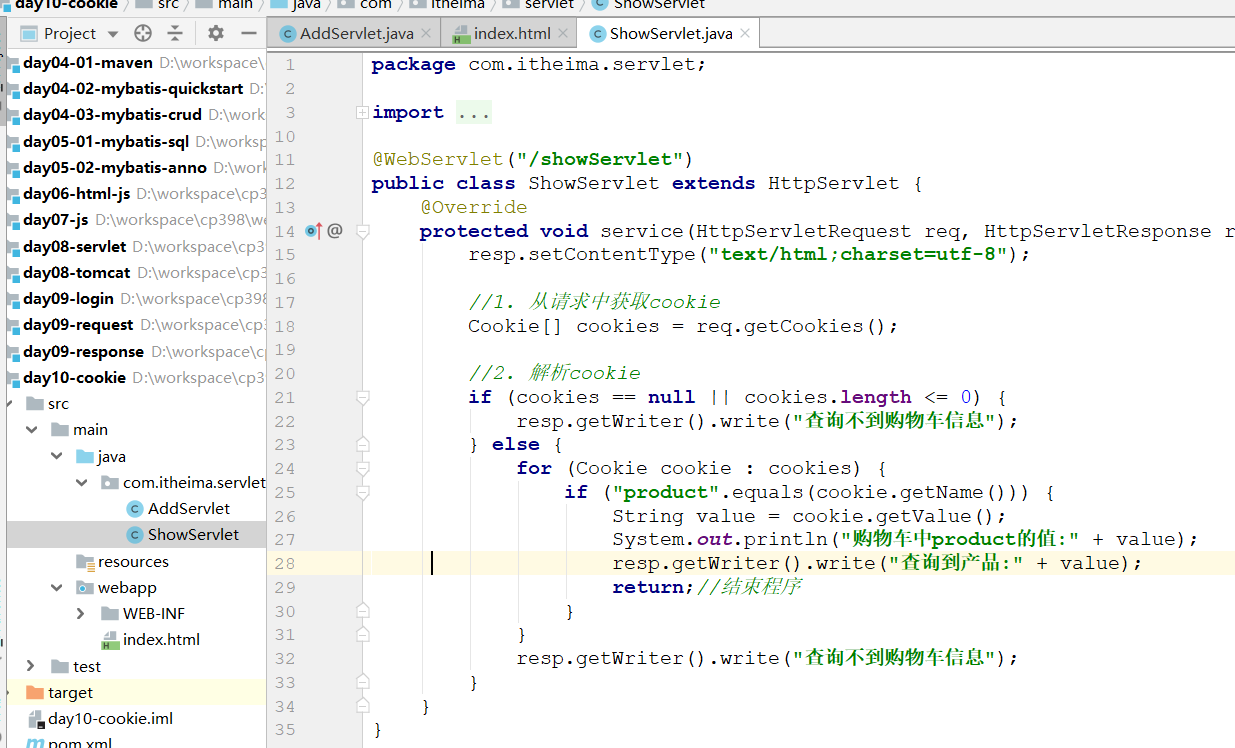 day10-cookie src main java com itheima servlet ShowServlet
Project
AddServlet.java
index.html
ShowServlet.java
day04-01-maven D:\workspace\
day04-02-mybatis-quickstart D:
day04-03-mybatis-crud D:\work
day05-01-mybatis-sql D:\worksp
day05-02-mybatis-anno D:\wor
day06-html-js D:\workspace\cp3
day07-js D:\workspace\cp398\we
day08-servlet D:\workspace\cp3
day08-tomcat D:\workspace\cp
day09-login D:\workspace\cp398
day09-request D:\workspace\cp3
day09-response D:\workspace\c
day10-cookie D:\workspace\cp3
src
main
java
com.itheima.servlet
AddServlet
ShowServlet
resources
webapp
WEB-INF
index.html
test
target
day10-cookie.iml
pom.xml
1 package com.itheima.servlet;
2
3 import ...
10
11 @WebServlet("/showServlet")
12 public class ShowServlet extends HttpServlet {
13 @Override
14 @ protected void service(HttpServletRequest req, HttpServletResponse r
15 resp.setContentType("text/html;charset=utf-8");
16
17 //1. 从请求中获取cookie
18 Cookie[] cookies = req.getCookies();
19
20 //2. 解析cookie
21 if (cookies == null || cookies.length <= 0) {
22 resp.getWriter().write("查询不到购物车信息");
23 } else {
24 for (Cookie cookie : cookies) {
25 if ("product".equals(cookie.getName())) {
26 String value = cookie.getValue();
27 System.out.println("购物车中product的值:" + value);
28 resp.getWriter().write("查询到产品:" + value);
29 return;//结束程序
30 }
31 }
32 resp.getWriter().write("查询不到购物车信息");
33 }
34 }
35 }